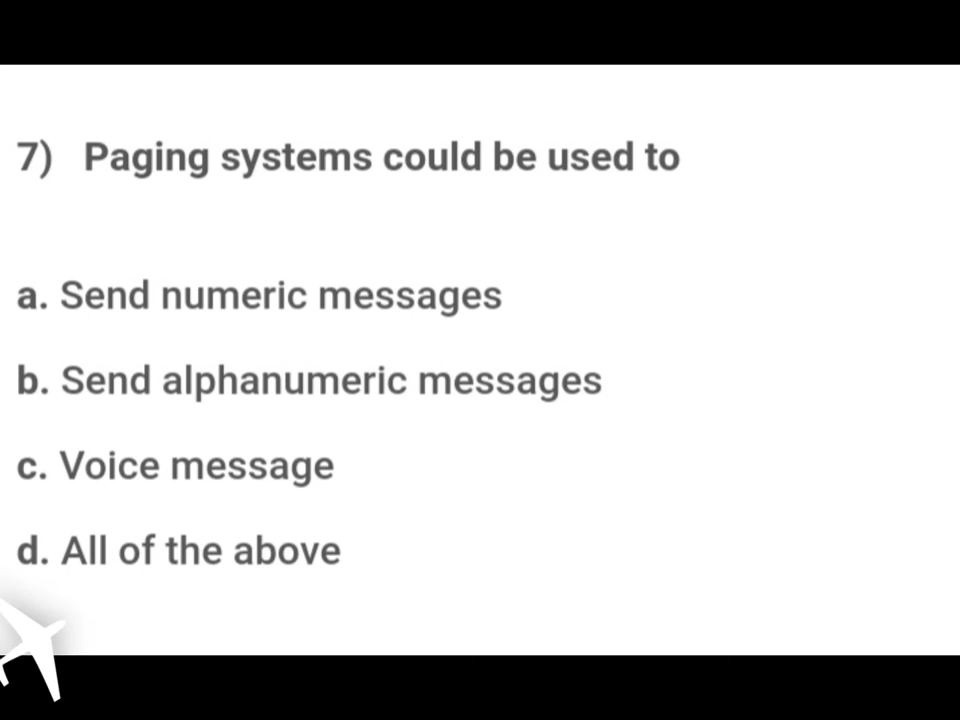 7) Paging systems could be used to
a. Send numeric messages
b. Send alphanumeric messages
c. Voice message
d. All of the above